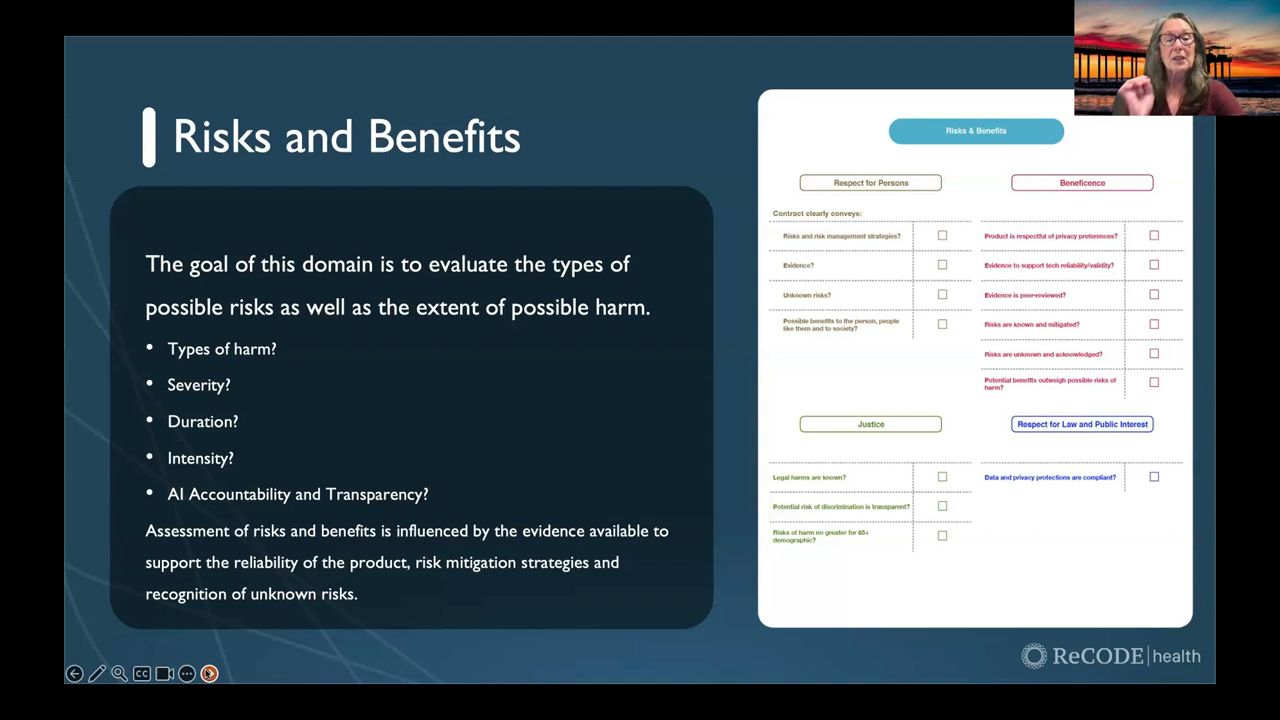 Risks and Benefits
The goal of this domain is to evaluate the types of
possible risks as well as the extent of possible harm.
• Types of harm?
• Severity?
• Duration?
• Intensity?
• AI Accountability and Transparency?
Assessment of risks and benefits is influenced by the evidence available to
support the reliability of the product, risk mitigation strategies and
recognition of unknown risks.
Risks & Benefits
Respect for Persons
Contract clearly conveys:
Risks and risk management strategies?
Evidence?
Unknown risks?
Possible benefits to the person, people
like them and to society?
Beneficence
Product is respectful of privacy preferences?
Evidence to support tech reliability/validity?
Evidence is peer-reviewed?
Risks are known and mitigated?
Risks are unknown and acknowledged?
Potential benefits outweigh possible risks of
harm?
Justice
Legal harms are known?
Potential risk of discrimination is transparent?
Risks of harm no greater for 65+
demographic?
Respect for Law and Public Interest
Data and privacy protections are compliant?
CC
ReCODE health